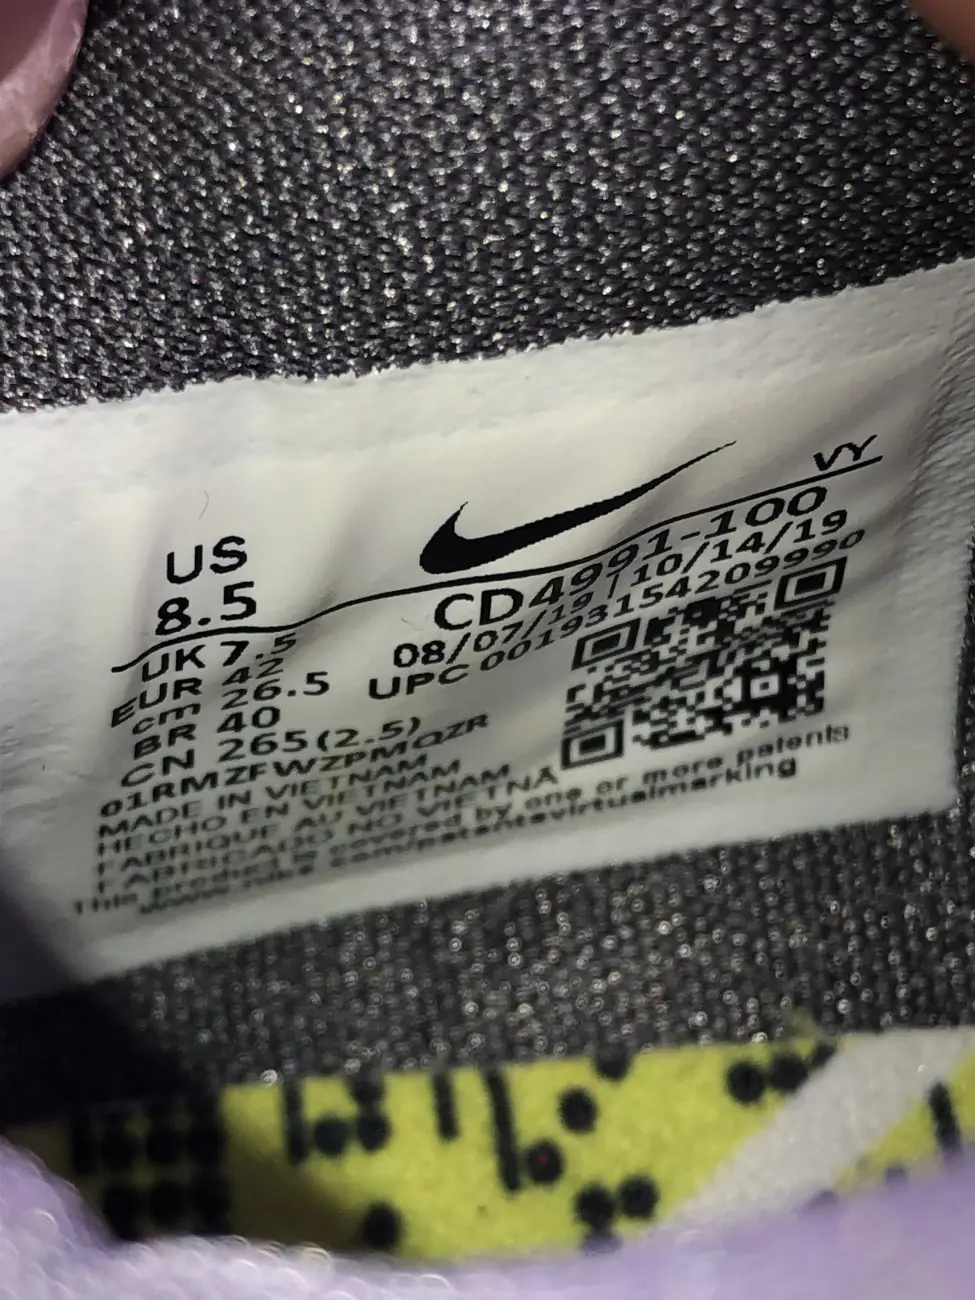 US
8.5
UK 7.5
EUR 42
cm 26.5
BR 40
CN 265(2.5)
01RMZFWZPMQZR
MADE IN VIETNAM
HECHO EN VIETNAM
FABRIQUE AU VIETNAM
FABRICADO NO VIETNÃ
This product is covered by one or more patents
www.nike.com/patentsvirtualmarking
VY
CD4991-100
08/07/19 | 10/14/19
UPC 00193154209990